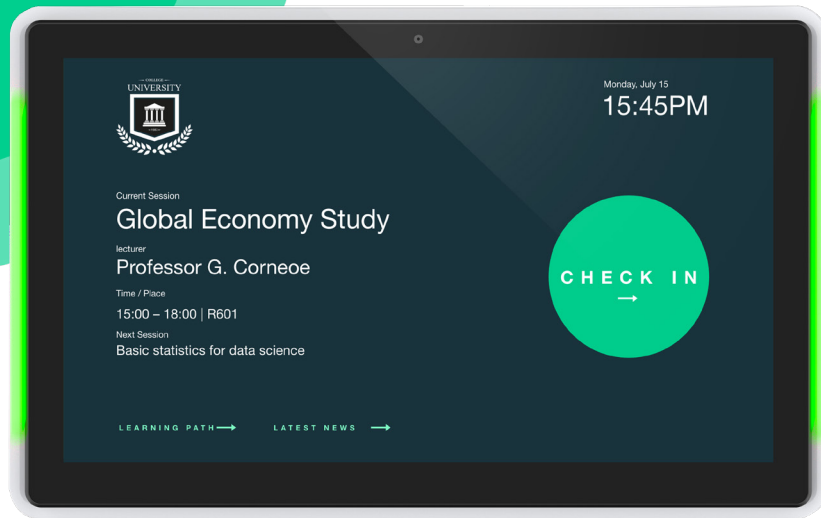 COLLEGE
UNIVERSITY
Monday, July 15
15:45PM
Current Session
Global Economy Study
lecturer
Professor G. Corneoe
Time / Place
15:00 – 18:00 | R601
Next Session
Basic statistics for data science
CHECK IN
→
LEARNING PATH→ LATEST NEWS →